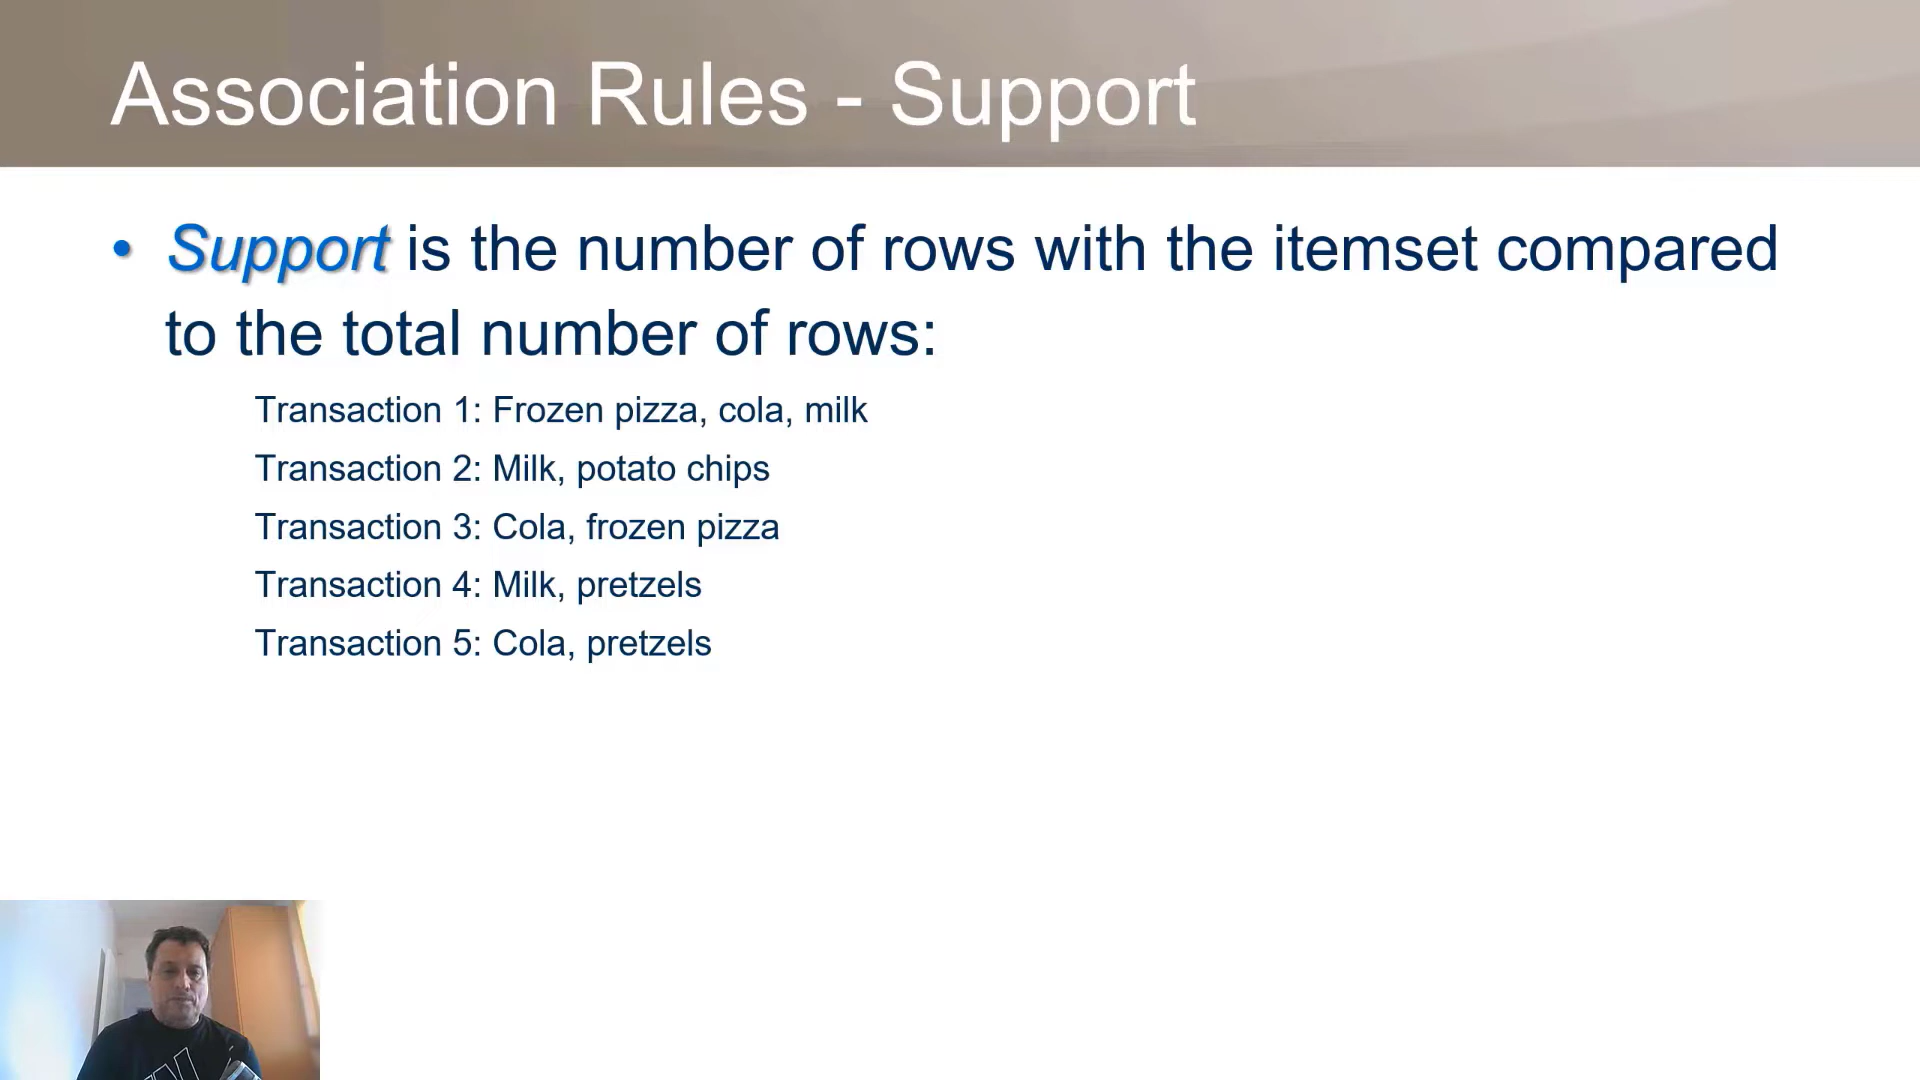 Association Rules - Support
• Support is the number of rows with the itemset compared
to the total number of rows:
Transaction 1: Frozen pizza, cola, milk
Transaction 2: Milk, potato chips
Transaction 3: Cola, frozen pizza
Transaction 4: Milk, pretzels
Transaction 5: Cola, pretzels